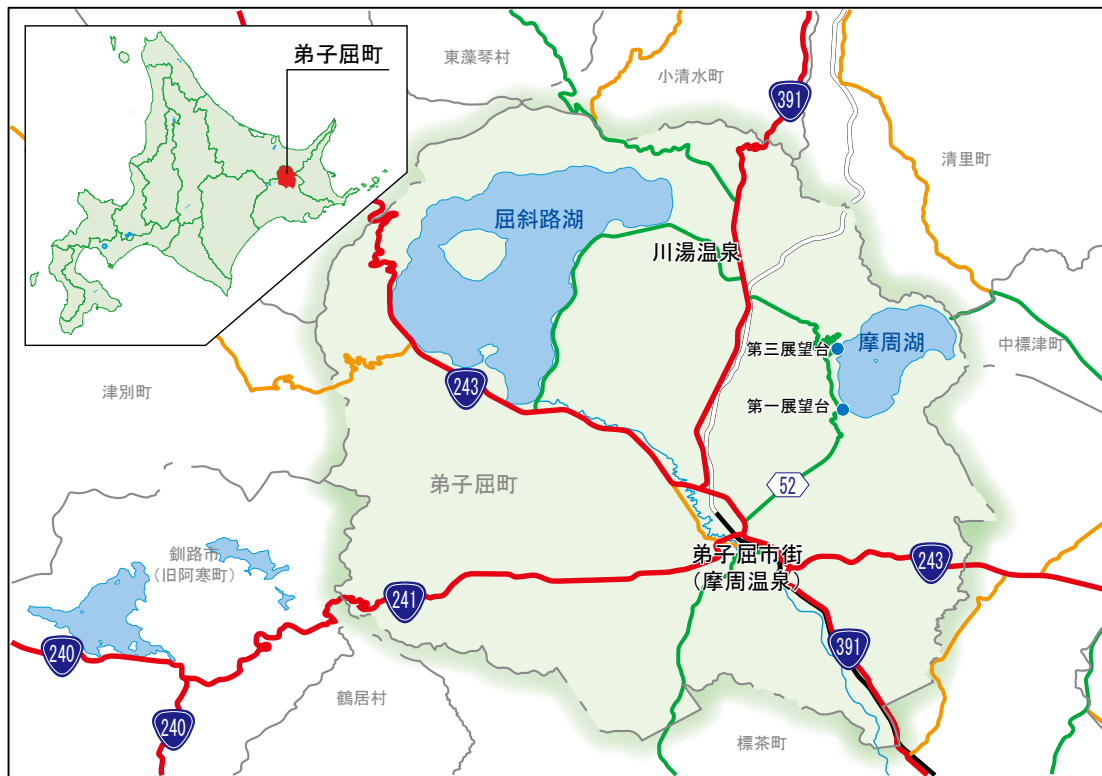 弟子屈町
東藻琴村
小清水町
391
清里町
屈斜路湖
川湯温泉
摩周湖
第三展望台
中標津町
津別町
243
第一展望台
弟子屈町
52
釧路市
(旧阿寒町)
弟子屈市街
(摩周温泉)
243
241
240
391
鶴居村
240
標茶町